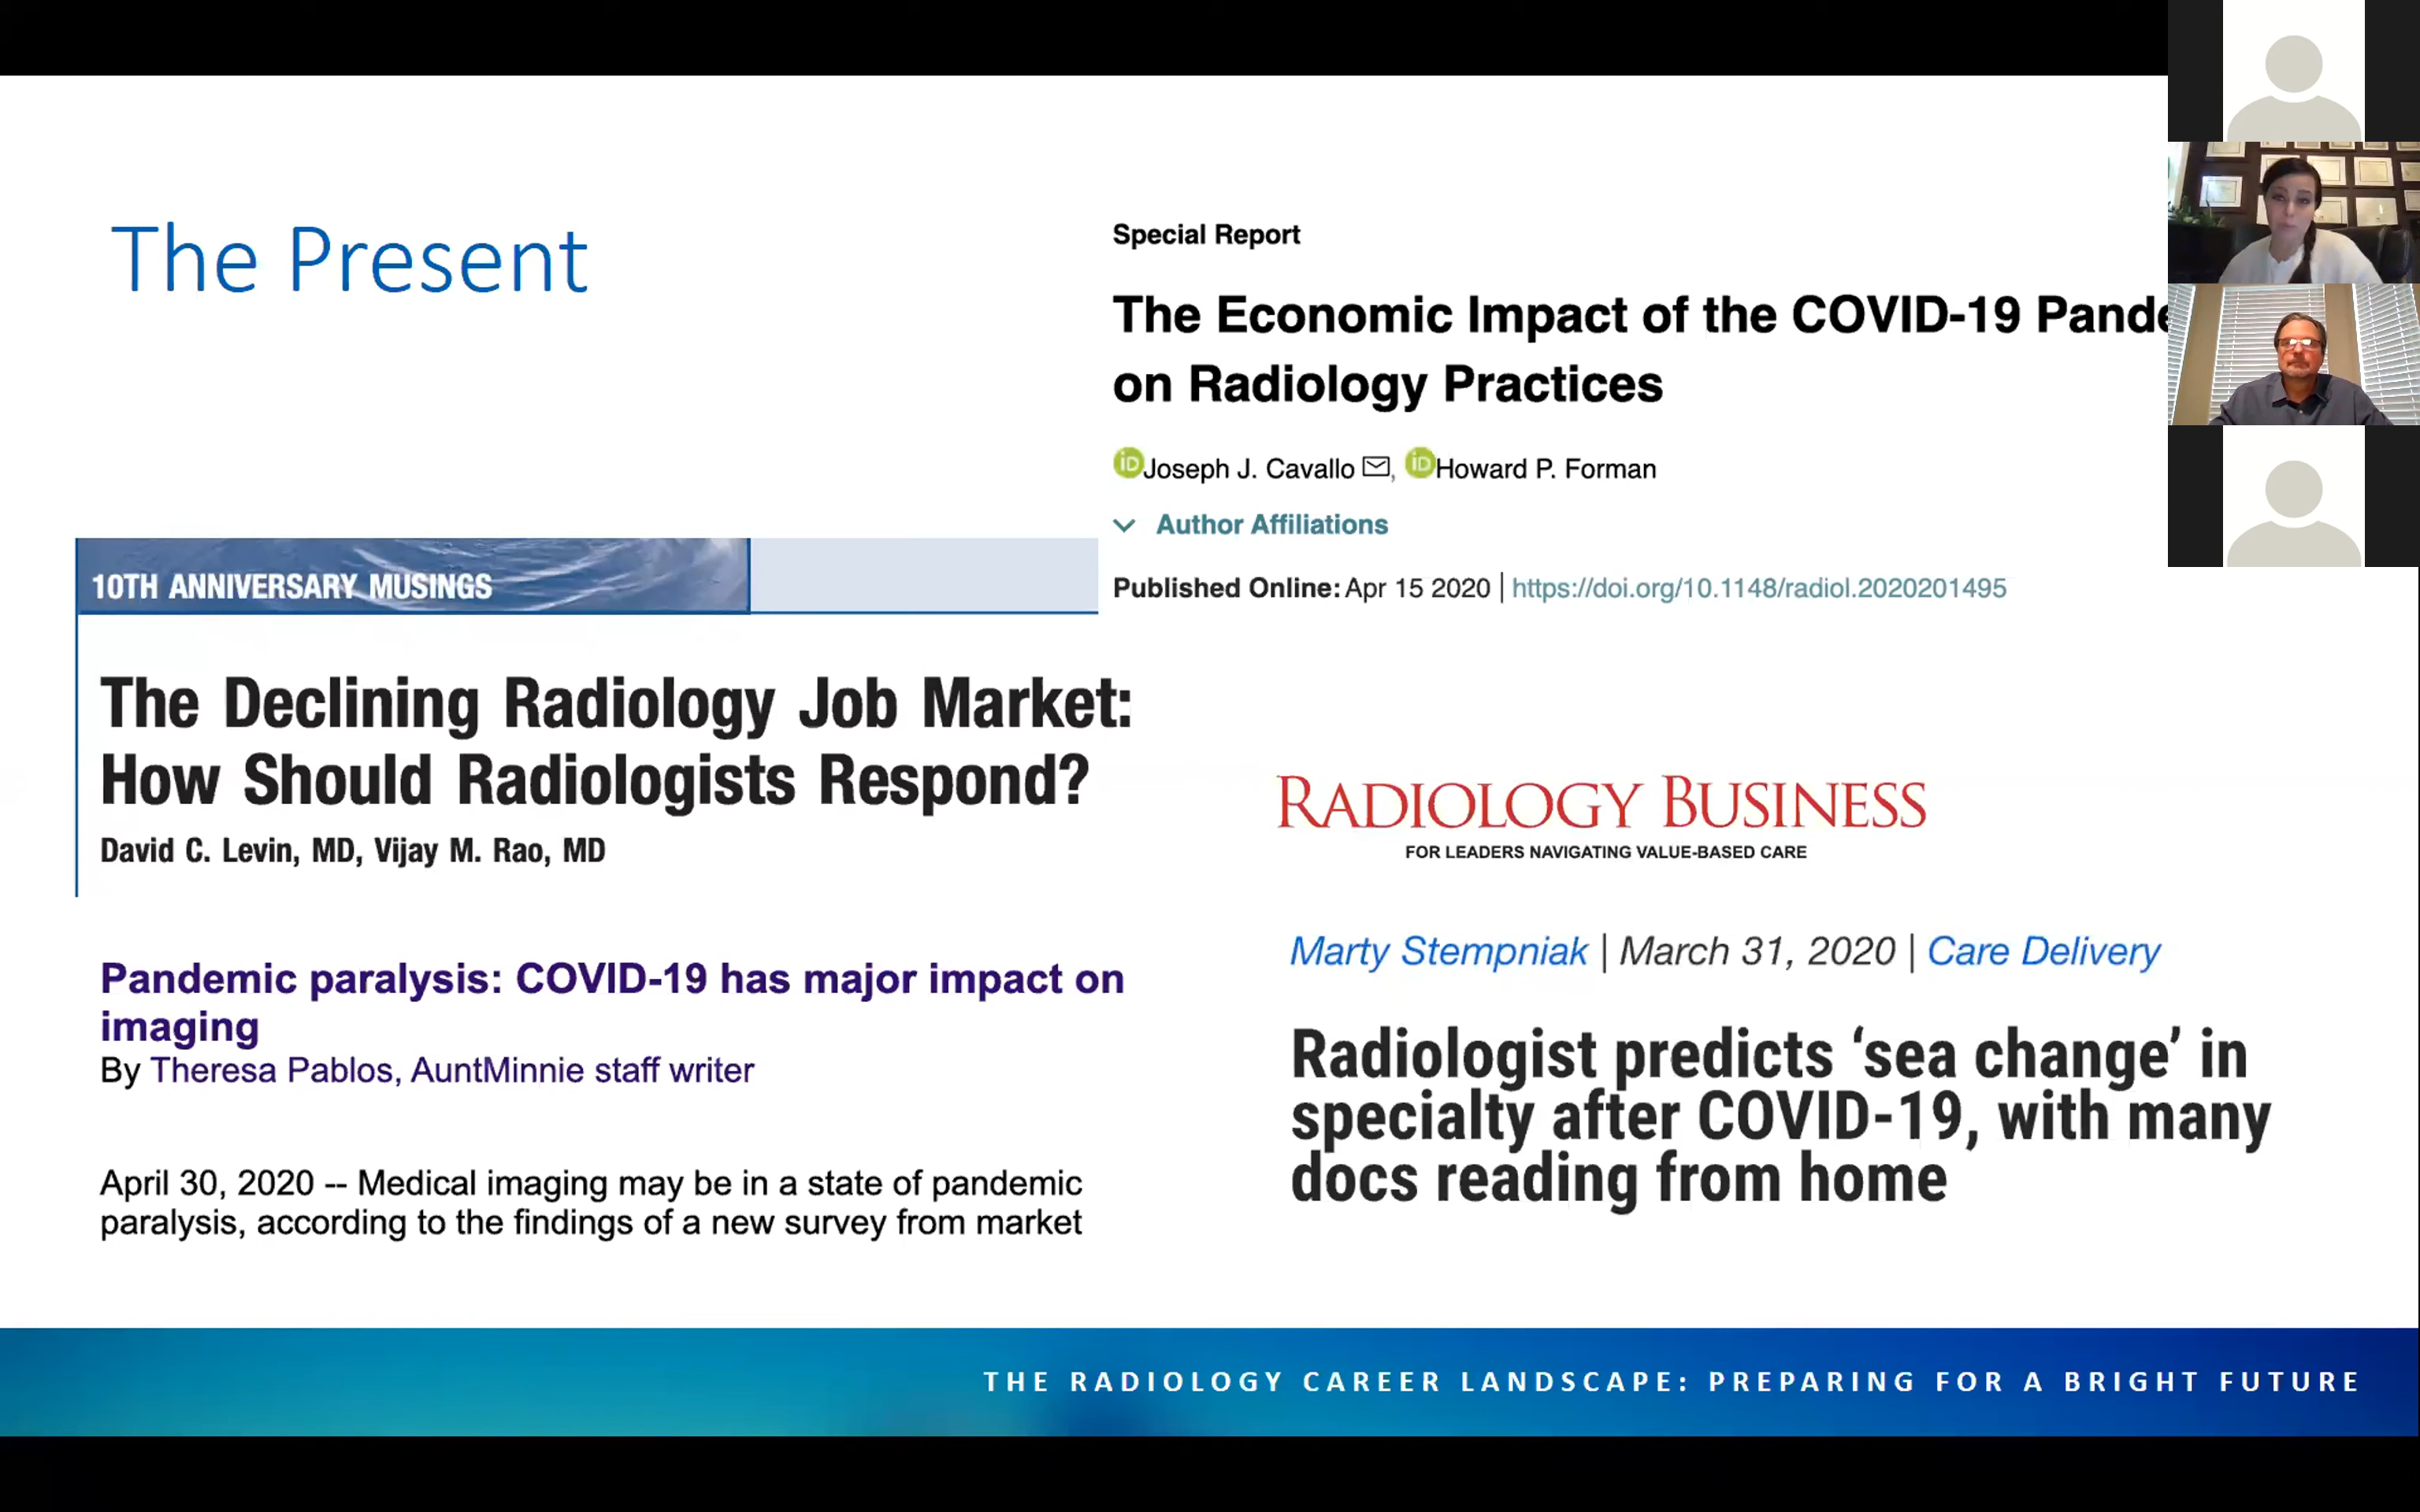 The Present
Special Report
The Economic Impact of the COVID-19 Pande
on Radiology Practices
iD Joseph J. Cavallo, iD Howard P. Forman
Author Affiliations
Published Online: Apr 15 2020 | https://doi.org/10.1148/radiol.2020201495
10TH ANNIVERSARY MUSINGS
The Declining Radiology Job Market:
How Should Radiologists Respond?
David C. Levin, MD, Vijay M. Rao, MD
Pandemic paralysis: COVID-19 has major impact on
imaging
By Theresa Pablos, AuntMinnie staff writer
April 30, 2020 -- Medical imaging may be in a state of pandemic
paralysis, according to the findings of a new survey from market
RADIOLOGY BUSINESS
FOR LEADERS NAVIGATING VALUE-BASED CARE
Marty Stempniak | March 31, 2020 | Care Delivery
Radiologist predicts ‘sea change’ in
specialty after COVID-19, with many
docs reading from home
THE RADIOLOGY CAREER LANDSCAPE: PREPARING FOR A BRIGHT FUTURE